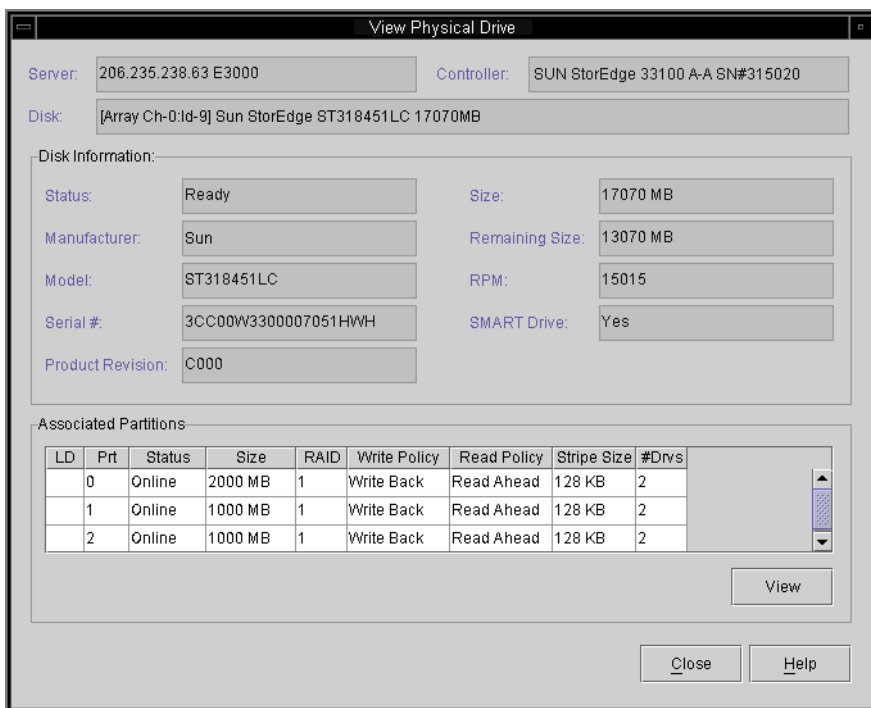 View Physical Drive
Server: 206.235.238.63 E3000 Controller: SUN StorEdge 33100 A-A SN#315020
Disk: [Array Ch-0:Id-9] Sun StorEdge ST318451LC 17070MB
Disk Information:
Status: Ready Size: 17070 MB
Manufacturer: Sun Remaining Size: 13070 MB
Model: ST318451LC RPM: 15015
Serial #: 3CC00W3300007051HWH SMART Drive: Yes
Product Revision: C000
Associated Partitions
LD Prt Status Size RAID Write Policy Read Policy Stripe Size #Drvs
0 Online 2000 MB 1 Write Back Read Ahead 128 KB 2
1 Online 1000 MB 1 Write Back Read Ahead 128 KB 2
2 Online 1000 MB 1 Write Back Read Ahead 128 KB 2
View
Close Help